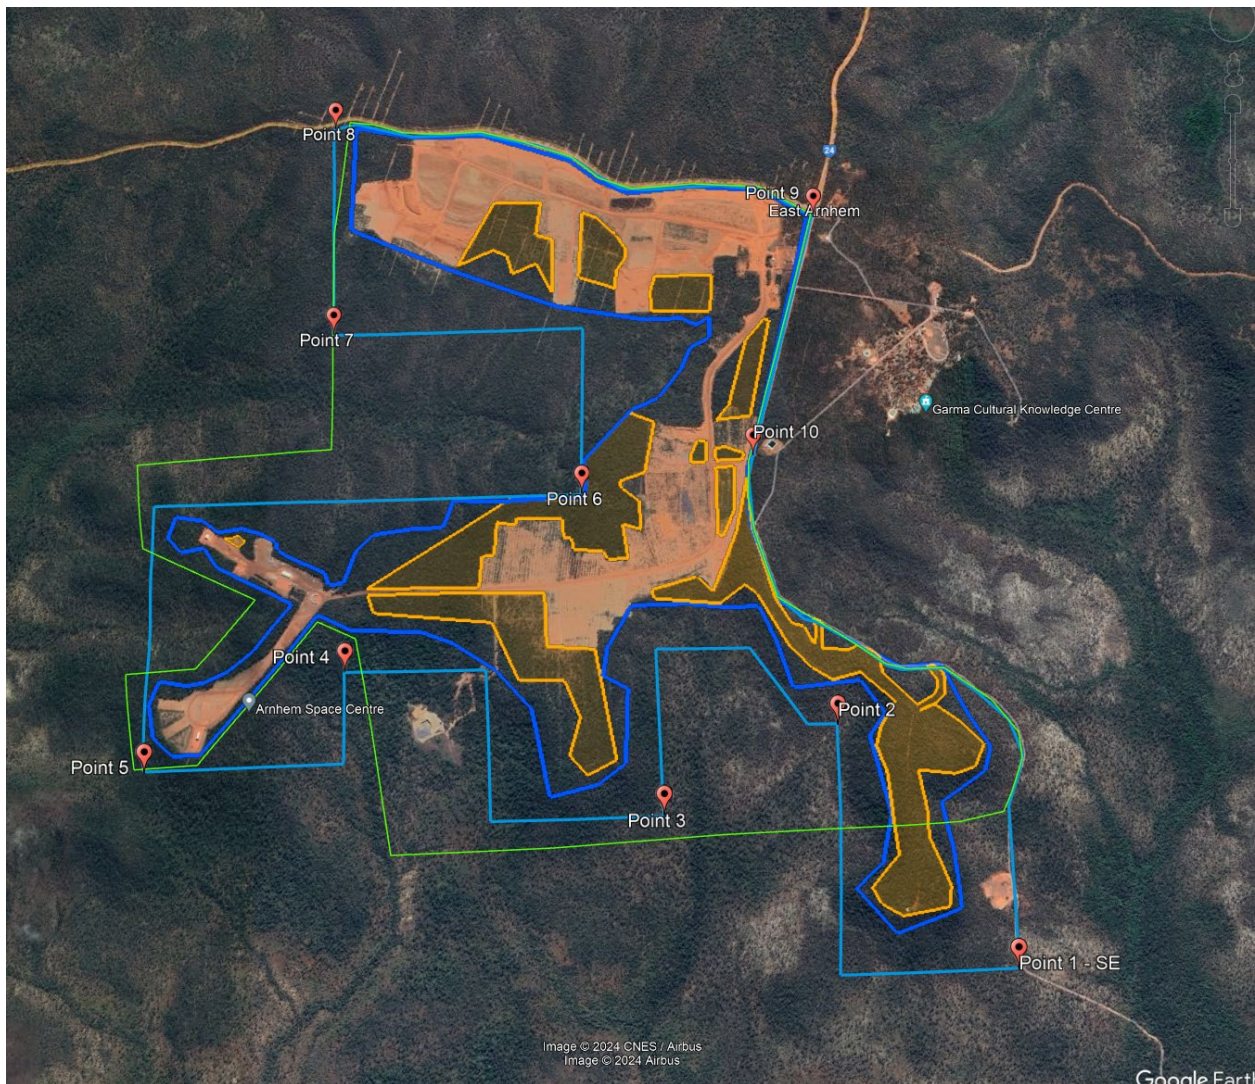 Point 8
24
Point 9
East Arnhem
Point 7
Garma Cultural Knowledge Centre
Point 10
Point 6
Point 4
Arnhem Space Centre
Point 2
Point 5
Point 3
Point 1 - SE
Image © 2024 CNES / Airbus
Image © 2024 Airbus
Google Earth